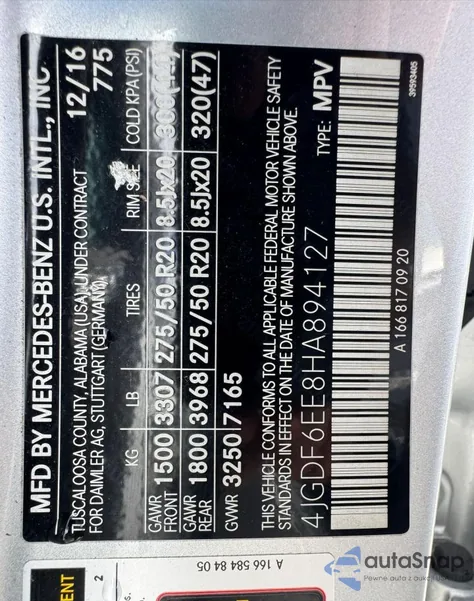 MFD BY MERCEDES-BENZ U.S. INTL., INC
TUSCALOOSA COUNTY, ALABAMA (USA) UNDER CONTRACT
FOR DAIMLER AG, STUTTGART (GERMANY)
12/16
775
KG LB TIRES RIM SIZE COLD KPA (PSI)
GAWR FRONT 1500 3307 275/50 R20 8.5Jx20
GAWR REAR 1800 3968 275/50 R20 8.5Jx20 320(47)
GVWR 3250 7165
THIS VEHICLE CONFORMS TO ALL APPLICABLE FEDERAL MOTOR VEHICLE SAFETY
STANDARDS IN EFFECT ON THE DATE OF MANUFACTURE SHOWN ABOVE.
4JGDF6EE8HA894127 TYPE: MPV
A 166 817 09 20
39593405
A 166 584 84 05
2
autoSnap